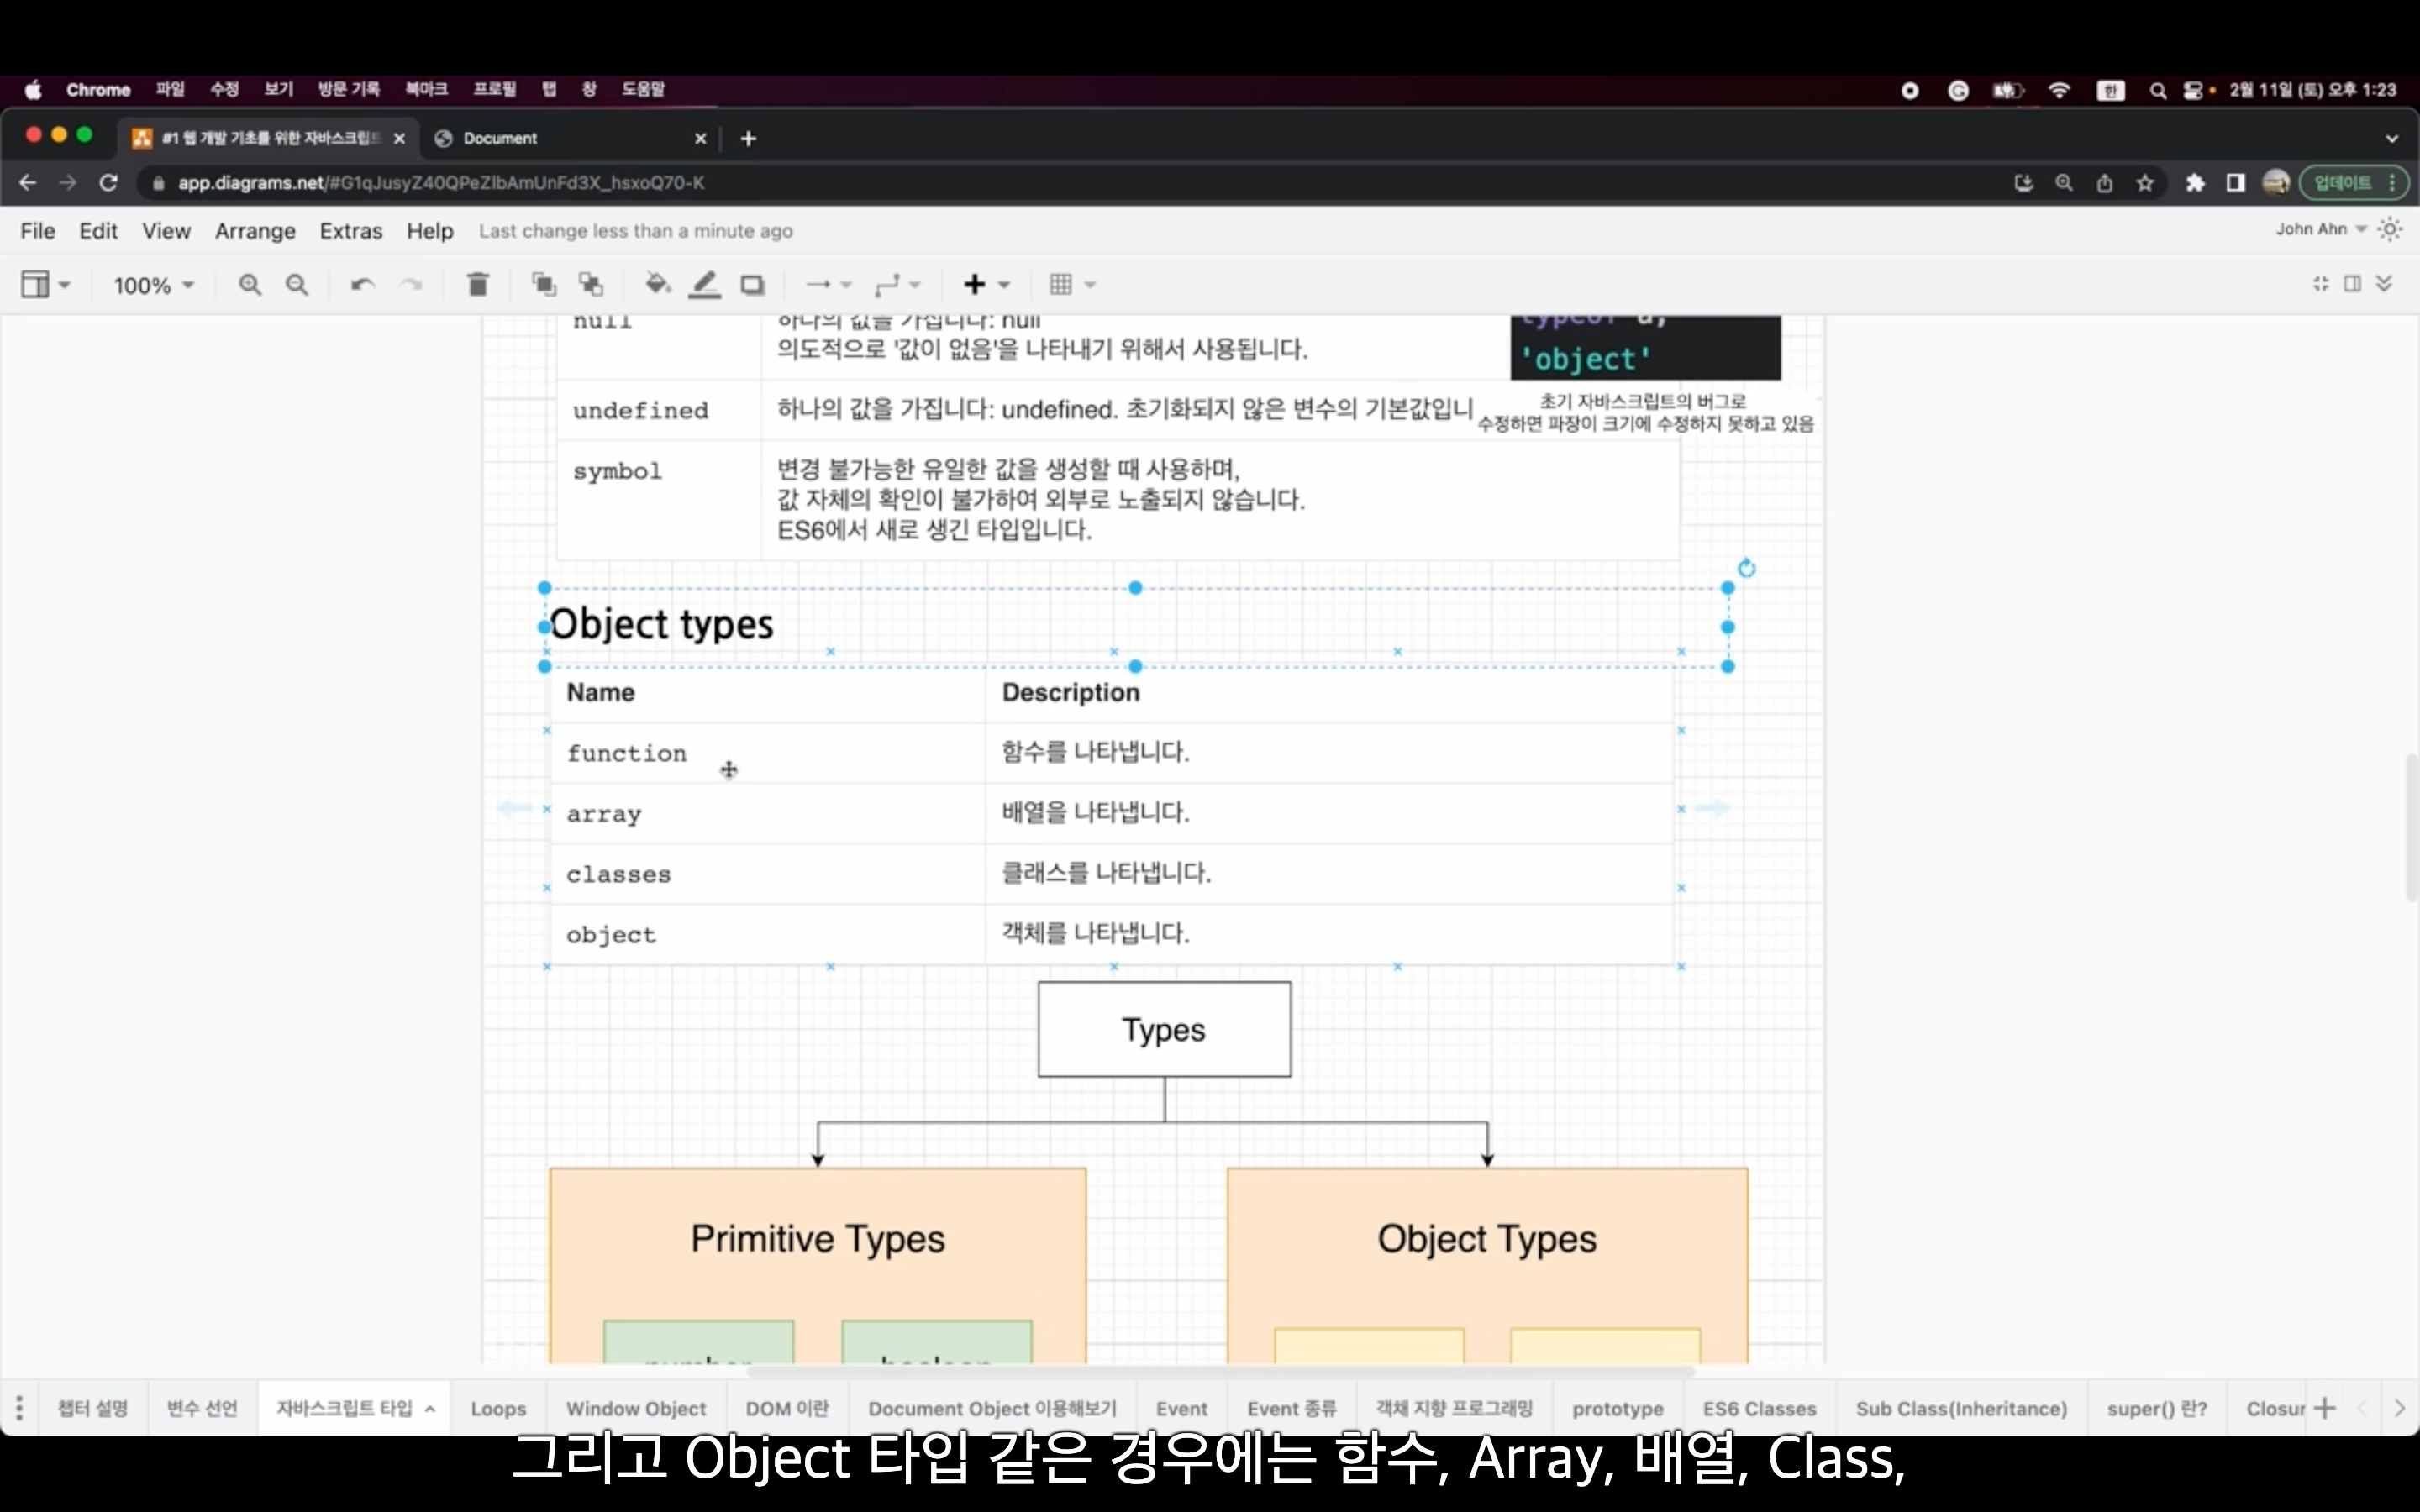 Chrome 파일 수정 보기 방문 기록 북마크 프로필 탭 창 도움말
한 2월 11일 (토) 오후 1:23
#1 웹 개발 기초를 위한 자바스크립트
Document
app.diagrams.net/#G1qJusyZ40QPeZlbAmUnFd3X_hsxoQ70-K
업데이트
File Edit View Arrange Extras Help Last change less than a minute ago
John Ahn
100%
null
하나의 값을 가집니다: null
의도적으로 '값이 없음'을 나타내기 위해서 사용됩니다.
typeof a;
'object'
undefined
하나의 값을 가집니다: undefined. 초기화되지 않은 변수의 기본값입니
초기 자바스크립트의 버그로
수정하면 파장이 크기에 수정하지 못하고 있음
symbol
변경 불가능한 유일한 값을 생성할 때 사용하며,
값 자체의 확인이 불가하여 외부로 노출되지 않습니다.
ES6에서 새로 생긴 타입입니다.
Object types
Name Description
function 함수를 나타냅니다.
array 배열을 나타냅니다.
classes 클래스를 나타냅니다.
object 객체를 나타냅니다.
Types
Primitive Types
Object Types
챕터 설명 변수 선언 자바스크립트 타입 Loops Window Object DOM 이란 Document Object 이용해보기 Event Event 종류 객체 지향 프로그래밍 prototype ES6 Classes Sub Class(Inheritance) super() 란? Closur
그리고 Object 타입 같은 경우에는 함수, Array, 배열, Class,